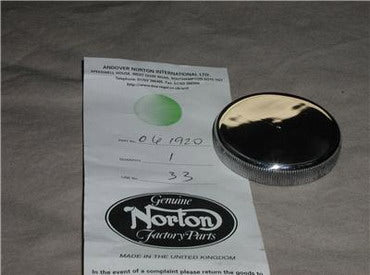 ANDOVER NORTON INTERNATIONAL LTD.
PART No. 061920
QUANTITY 1
LINE No. 33
Genuine
Norton
Factory Parts
MADE IN THE UNITED KINGDOM
In the event of a complaint please return the goods to